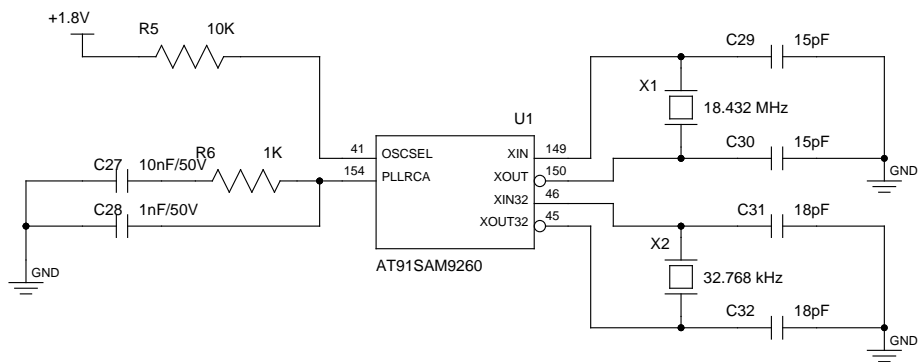 +1.8V
R5 10K
C29 15pF
X1
18.432 MHz
U1
C27 10nF/50V
R6 1K
41 OSCSEL
XIN 149
C30 15pF
154 PLLRCA
XOUT 150
GND
XIN32 46
C28 1nF/50V
XOUT32 45
C31 18pF
X2
GND
AT91SAM9260
32.768 kHz
C32 18pF
GND